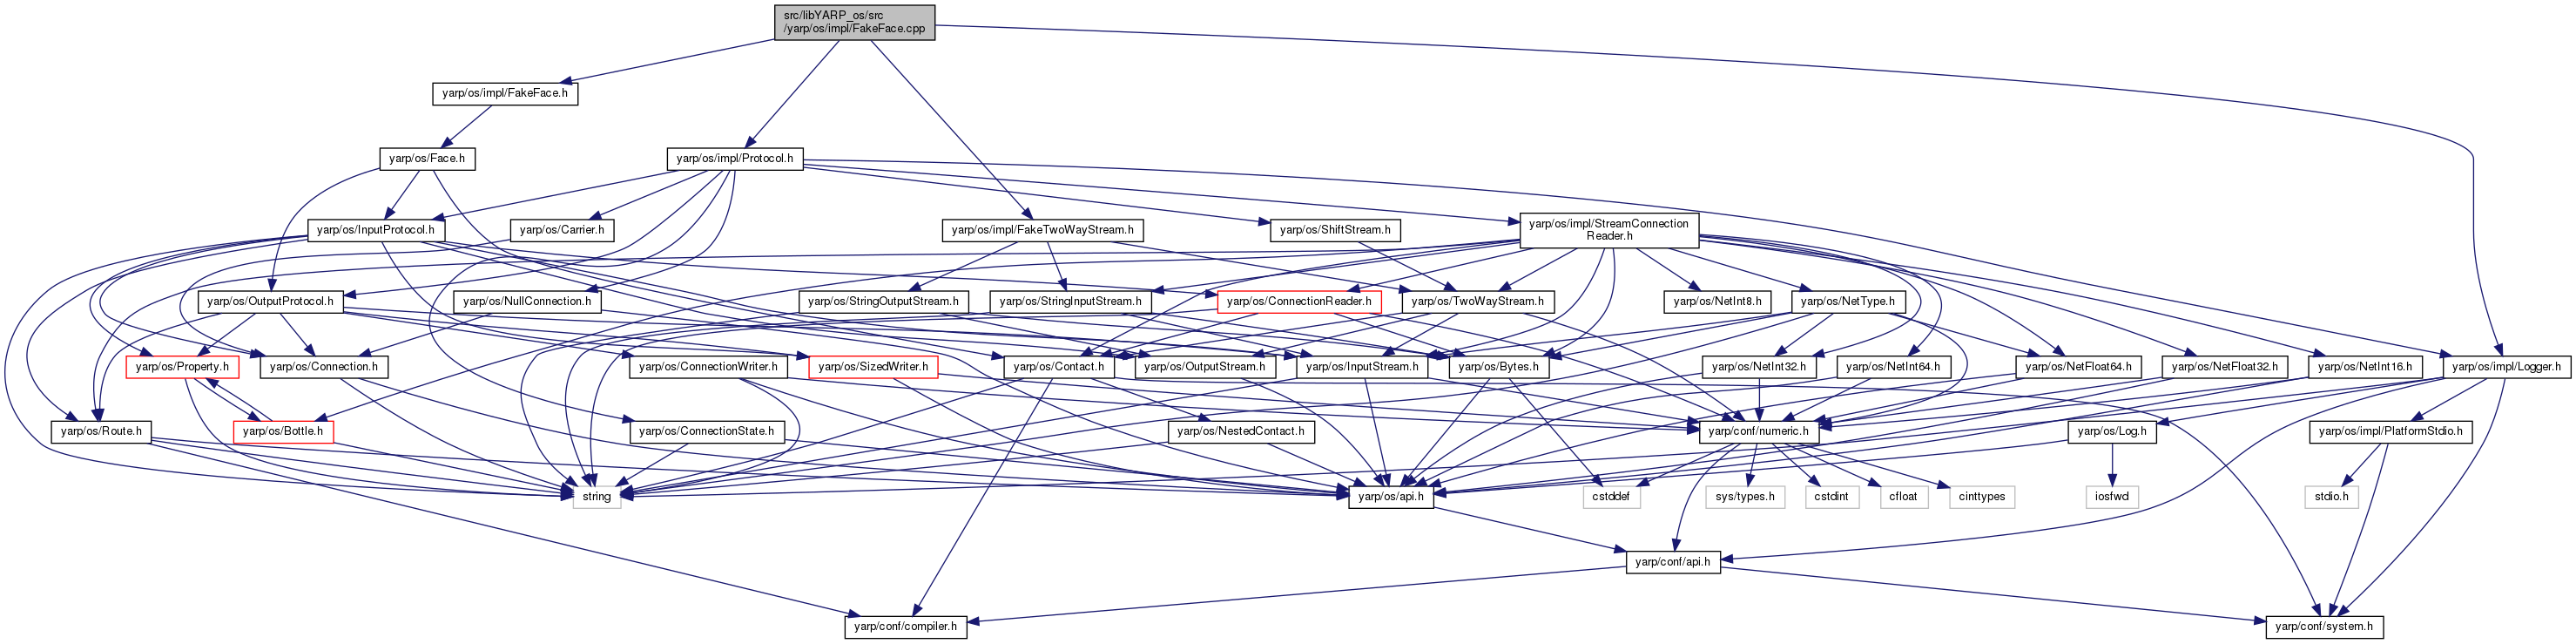 src/libYARP_os/src
/yarp/os/impl/FakeFace.cpp
yarp/os/impl/FakeFace.h
yarp/os/Face.h
yarp/os/impl/Protocol.h
yarp/os/InputProtocol.h
yarp/os/Carrier.h
yarp/os/impl/FakeTwoWayStream.h
yarp/os/ShiftStream.h
yarp/os/impl/StreamConnection
Reader.h
yarp/os/OutputProtocol.h
yarp/os/NullConnection.h
yarp/os/StringOutputStream.h
yarp/os/StringInputStream.h
yarp/os/ConnectionReader.h
yarp/os/TwoWayStream.h
yarp/os/NetInt8.h
yarp/os/NetType.h
yarp/os/Property.h
yarp/os/Connection.h
yarp/os/ConnectionWriter.h
yarp/os/SizedWriter.h
yarp/os/Contact.h
yarp/os/OutputStream.h
yarp/os/InputStream.h
yarp/os/Bytes.h
yarp/os/NetInt32.h
yarp/os/NetInt64.h
yarp/os/NetFloat64.h
yarp/os/NetFloat32.h
yarp/os/NetInt16.h
yarp/os/impl/Logger.h
yarp/os/Route.h
yarp/os/Bottle.h
yarp/os/ConnectionState.h
yarp/os/NestedContact.h
yarp/conf/numeric.h
yarp/os/Log.h
yarp/os/impl/PlatformStdio.h
string
yarp/os/api.h
cstddef
sys/types.h
cstdint
cfloat
cinttypes
iosfwd
stdio.h
yarp/conf/api.h
yarp/conf/compiler.h
yarp/conf/system.h